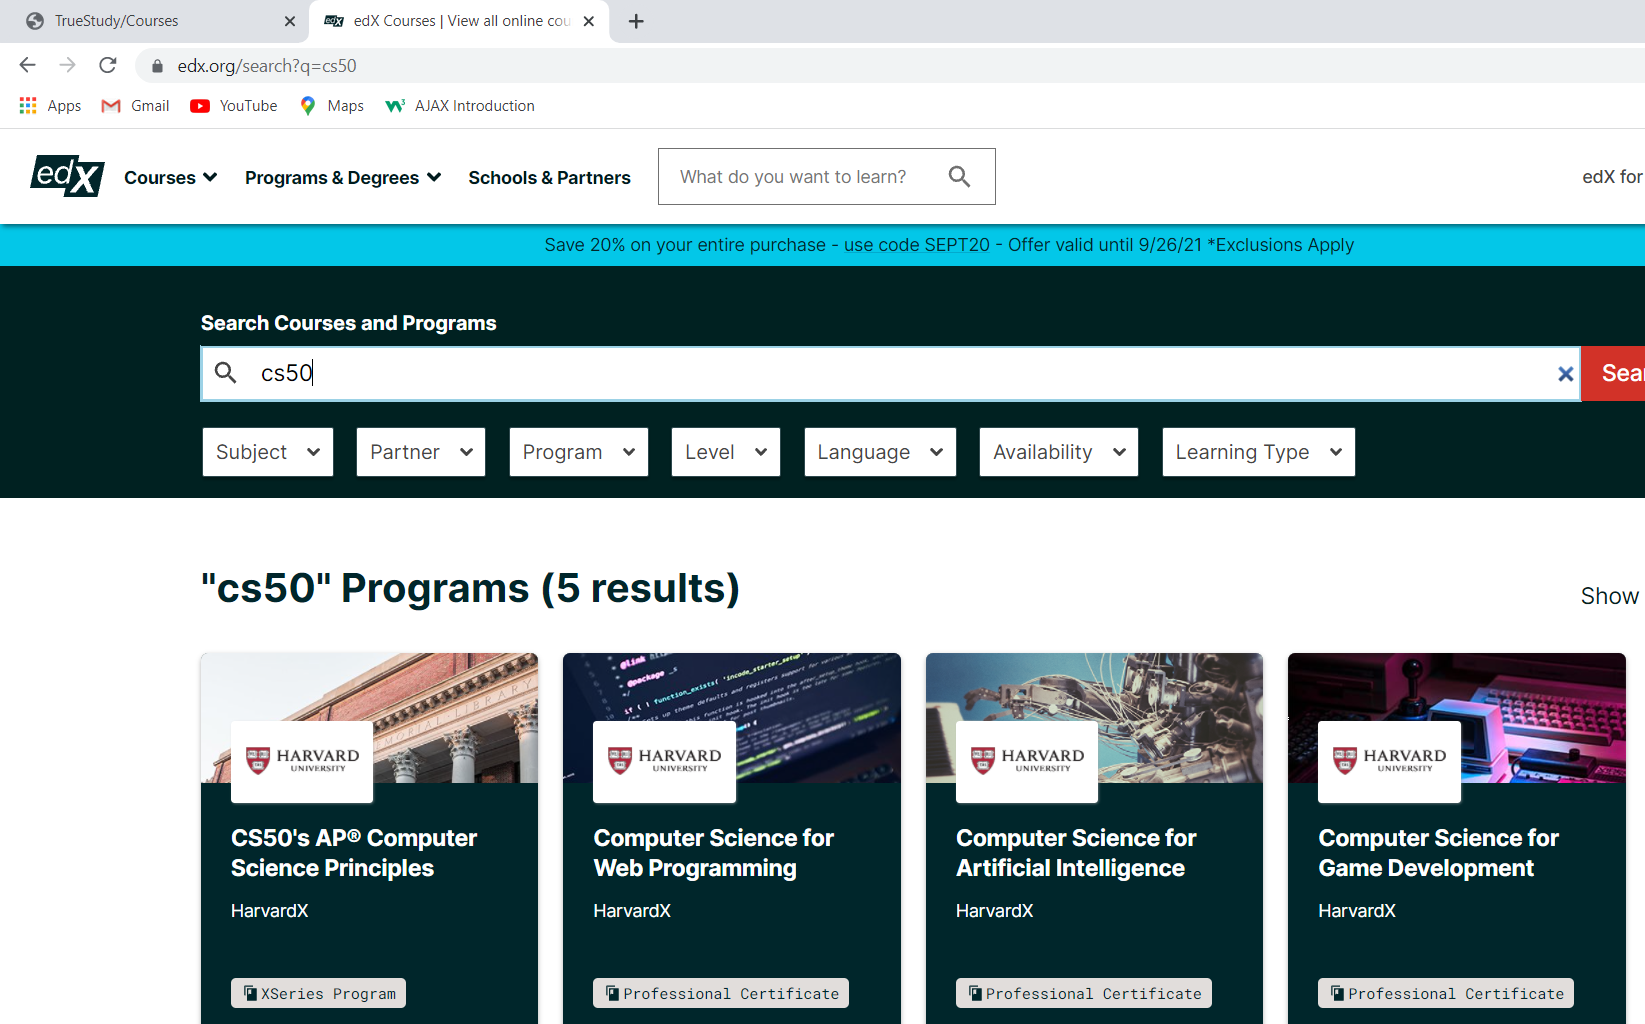 TrueStudy/Courses
edX Courses | View all online cou
edx.org/search?q=cs50
Apps
Gmail
YouTube
Maps
AJAX Introduction
edX
Courses
Programs & Degrees
Schools & Partners
What do you want to learn?
edX for
Save 20% on your entire purchase - use code SEPT20 - Offer valid until 9/26/21 *Exclusions Apply
Search Courses and Programs
cs50
Sear
Subject
Partner
Program
Level
Language
Availability
Learning Type
"cs50" Programs (5 results)
Show
HARVARD
UNIVERSITY
CS50's AP® Computer
Science Principles
HarvardX
XSeries Program
HARVARD
UNIVERSITY
Computer Science for
Web Programming
HarvardX
Professional Certificate
HARVARD
UNIVERSITY
Computer Science for
Artificial Intelligence
HarvardX
Professional Certificate
HARVARD
UNIVERSITY
Computer Science for
Game Development
HarvardX
Professional Certificate